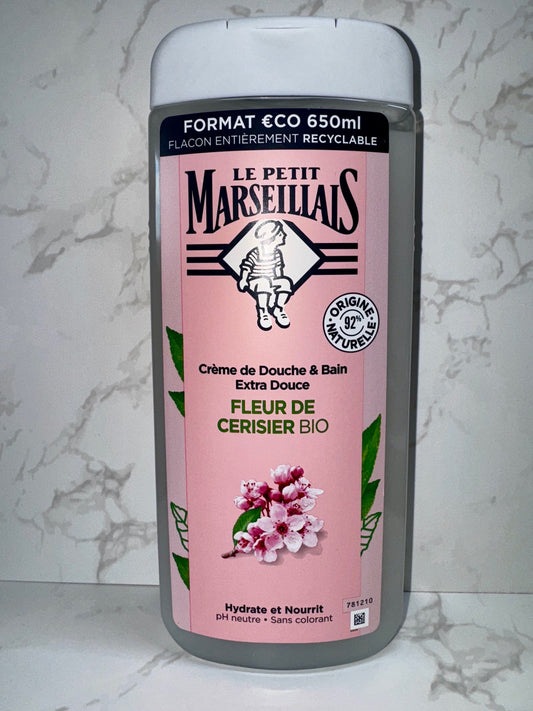 FORMAT €CO 650ml
FLACON ENTIÈREMENT RECYCLABLE
LE PETIT
MARSEILLAIS
ORIGINE
92%
NATURELLE
Crème de Douche & Bain
Extra Douce
FLEUR DE
CERISIER BIO
Hydrate et Nourrit
pH neutre • Sans colorant
781210